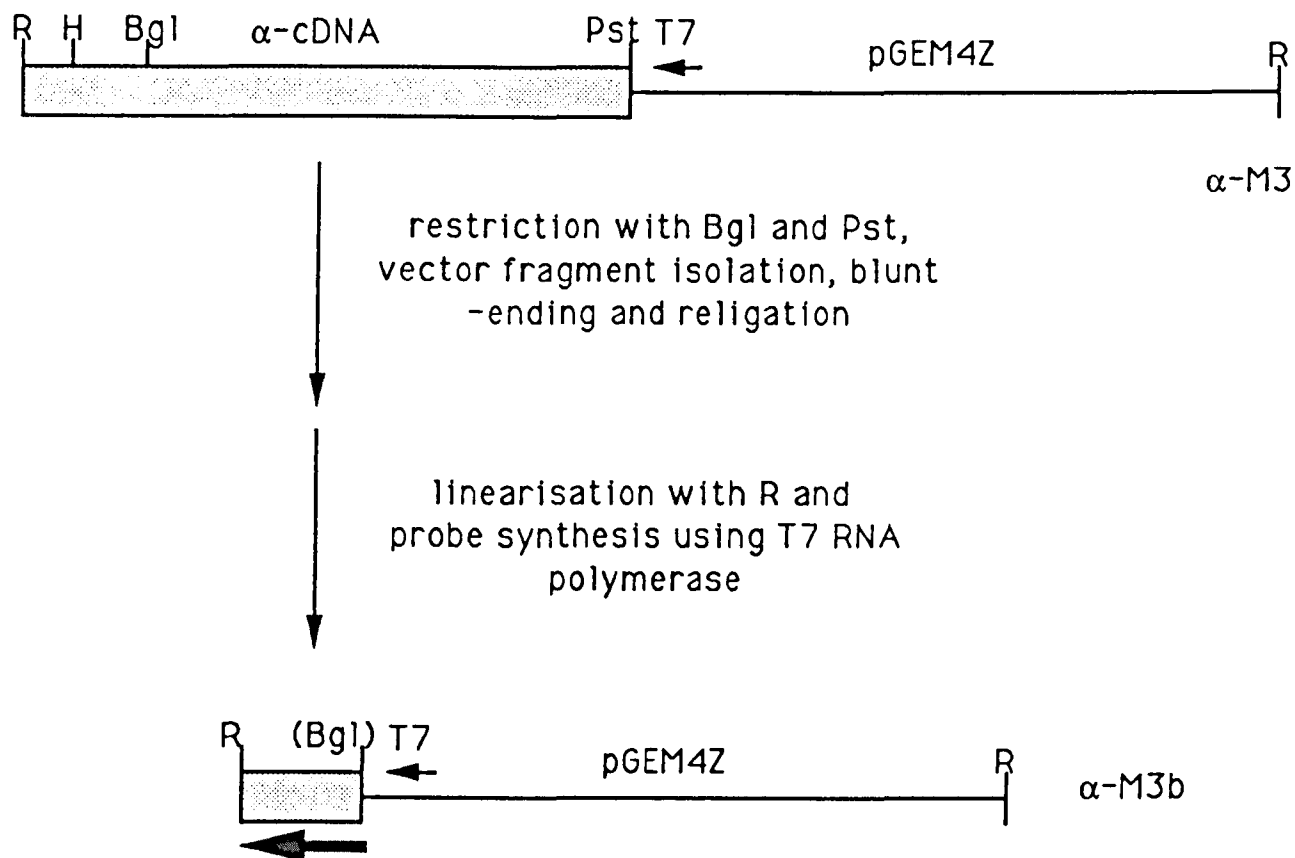 R H Bgl α-cDNA Pst T7 pGEM4Z R
α-M3
restriction with Bgl and Pst,
vector fragment isolation, blunt
-ending and religation
linearisation with R and
probe synthesis using T7 RNA
polymerase
R (Bgl) T7 pGEM4Z R α-M3b